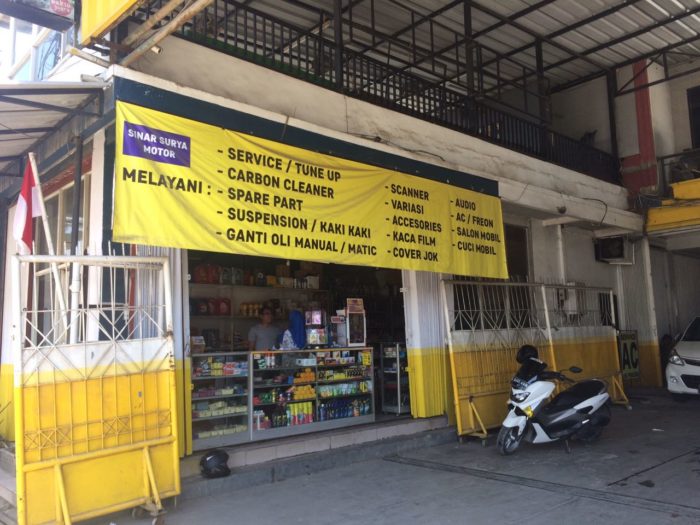 SINAR SURYA
MOTOR
MELAYANI :
- SERVICE / TUNE UP
- CARBON CLEANER
- SPARE PART
- SUSPENSION / KAKI KAKI
- GANTI OLI MANUAL / MATIC
- SCANNER
- VARIASI
- ACCESORIES
- KACA FILM
- COVER JOK
- AUDIO
- AC / FREON
- SALON MOBIL
- CUCI MOBIL
AC